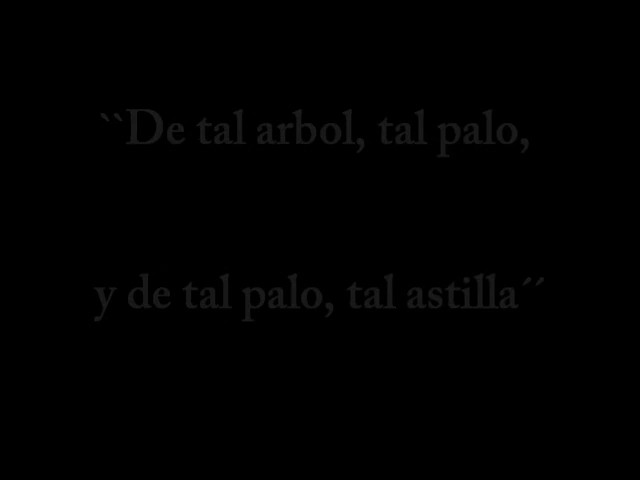 ``De tal arbol, tal palo,
y de tal palo, tal astilla´´